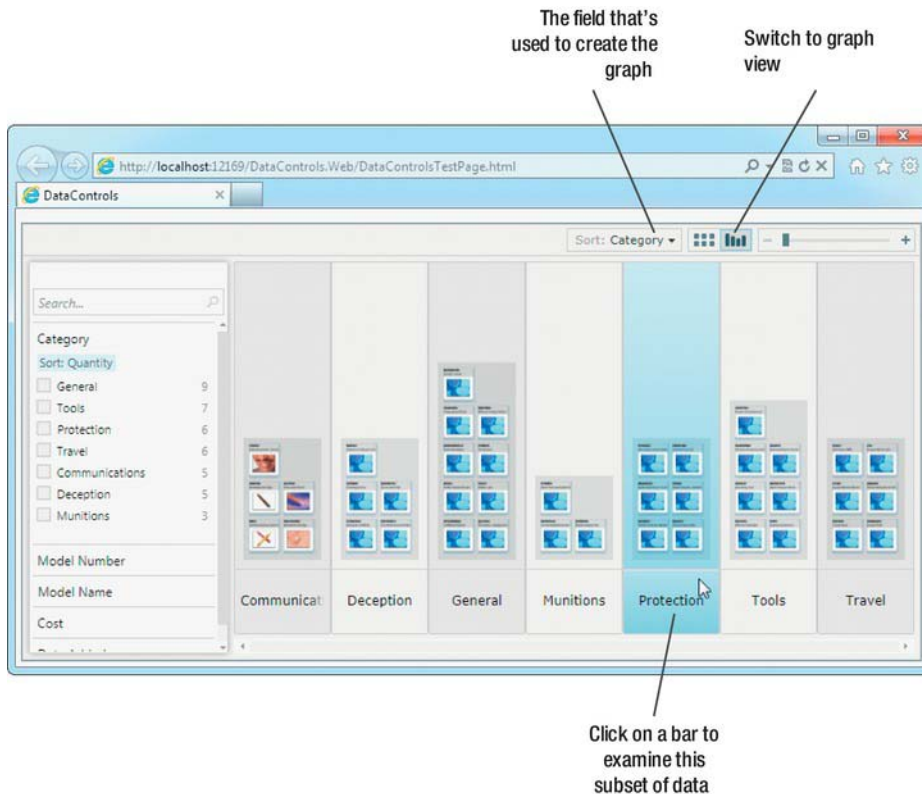 The field that's
used to create the
graph
Switch to graph
view
http://localhost:12169/DataControls.Web/DataControlsTestPage.html
DataControls
Sort: Category
Search...
Category
Sort: Quantity
General 9
Tools 7
Protection 6
Travel 6
Communications 5
Deception 5
Munitions 3
Model Number
Model Name
Cost
Communicat
Deception
General
Munitions
Protection
Tools
Travel
Click on a bar to
examine this
subset of data